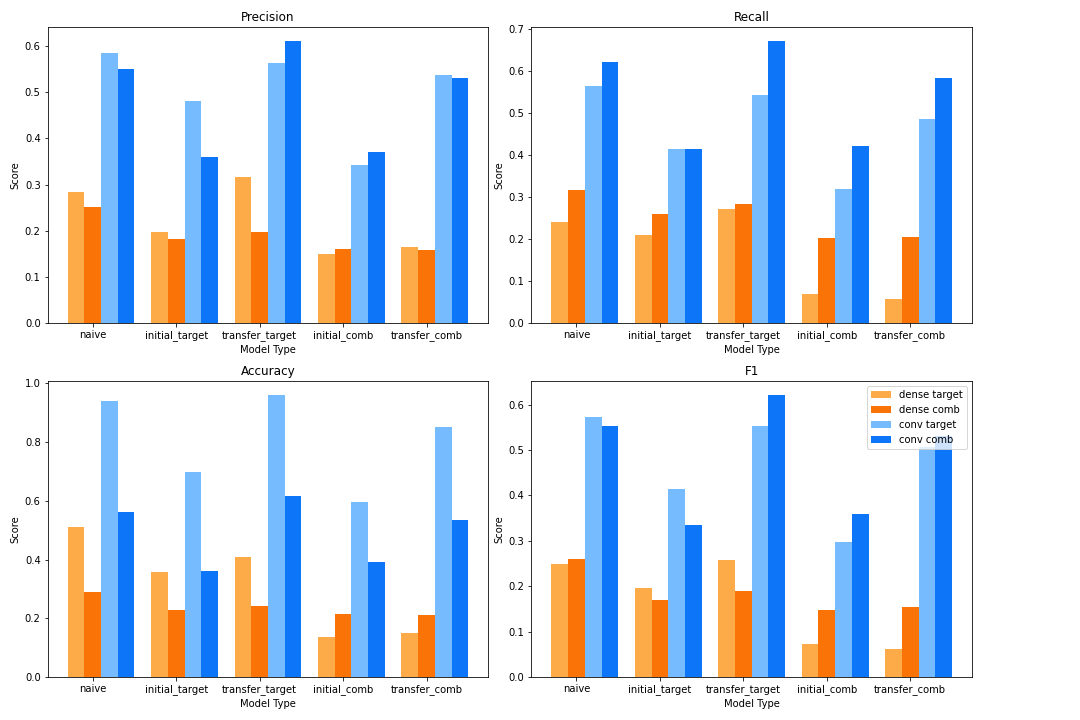 Precision
Score
0.6
0.5
0.4
0.3
0.2
0.1
0.0
naive initial_target transfer_target initial_comb transfer_comb
Model Type
Recall
Score
0.7
0.6
0.5
0.4
0.3
0.2
0.1
0.0
naive initial_target transfer_target initial_comb transfer_comb
Model Type
Accuracy
Score
1.0
0.8
0.6
0.4
0.2
0.0
naive initial_target transfer_target initial_comb transfer_comb
Model Type
F1
Score
0.6
0.5
0.4
0.3
0.2
0.1
0.0
dense target
dense comb
conv target
conv comb
naive initial_target transfer_target initial_comb transfer_comb
Model Type